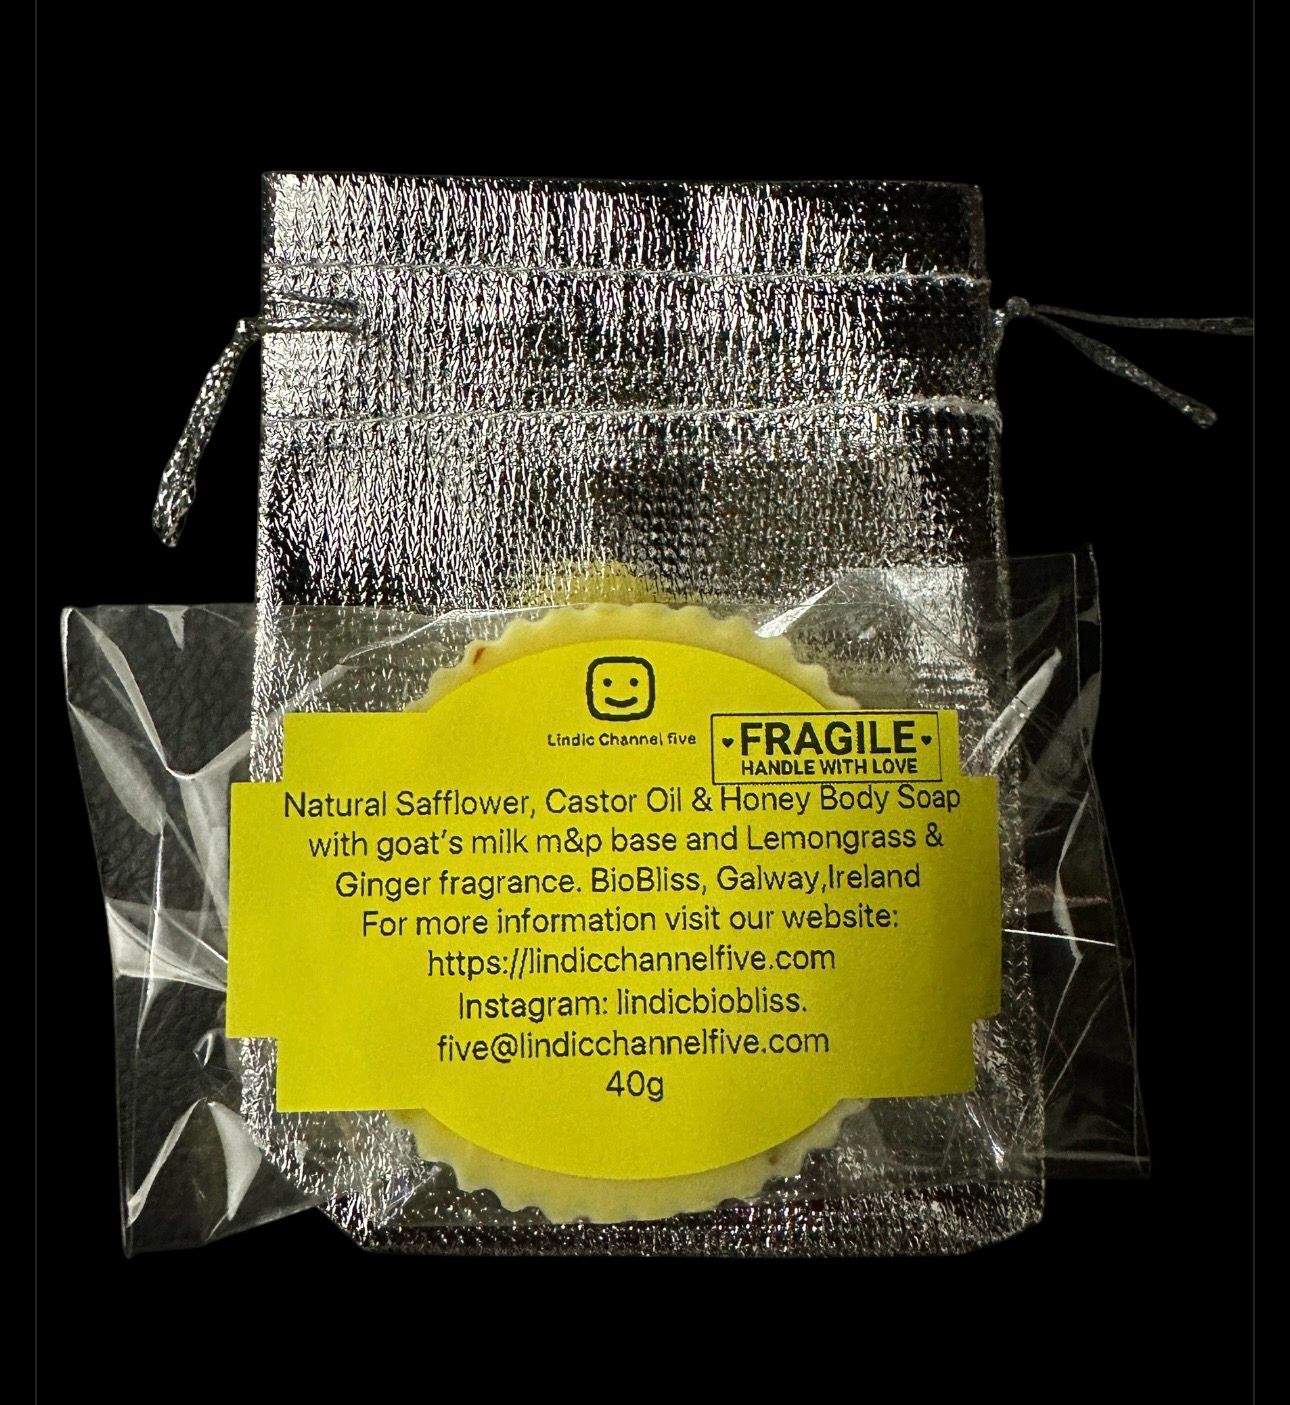 Lindic Channel five
FRAGILE
HANDLE WITH LOVE
Natural Safflower, Castor Oil & Honey Body Soap
with goat's milk m&p base and Lemongrass &
Ginger fragrance. BioBliss, Galway,Ireland
For more information visit our website:
https://lindicchannelfive.com
Instagram: lindicbiobliss.
five@lindicchannelfive.com
40g